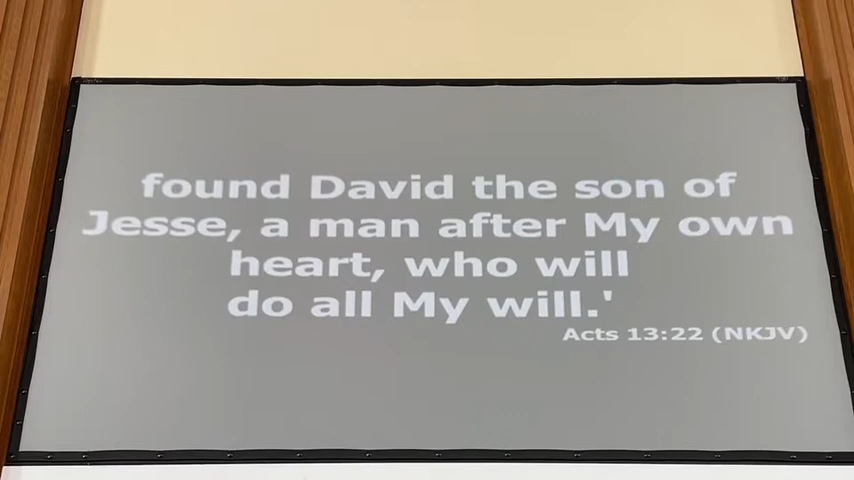 found David the son of
Jesse, a man after My own
heart, who will
do all My will.'
Acts 13:22 (NKJV)